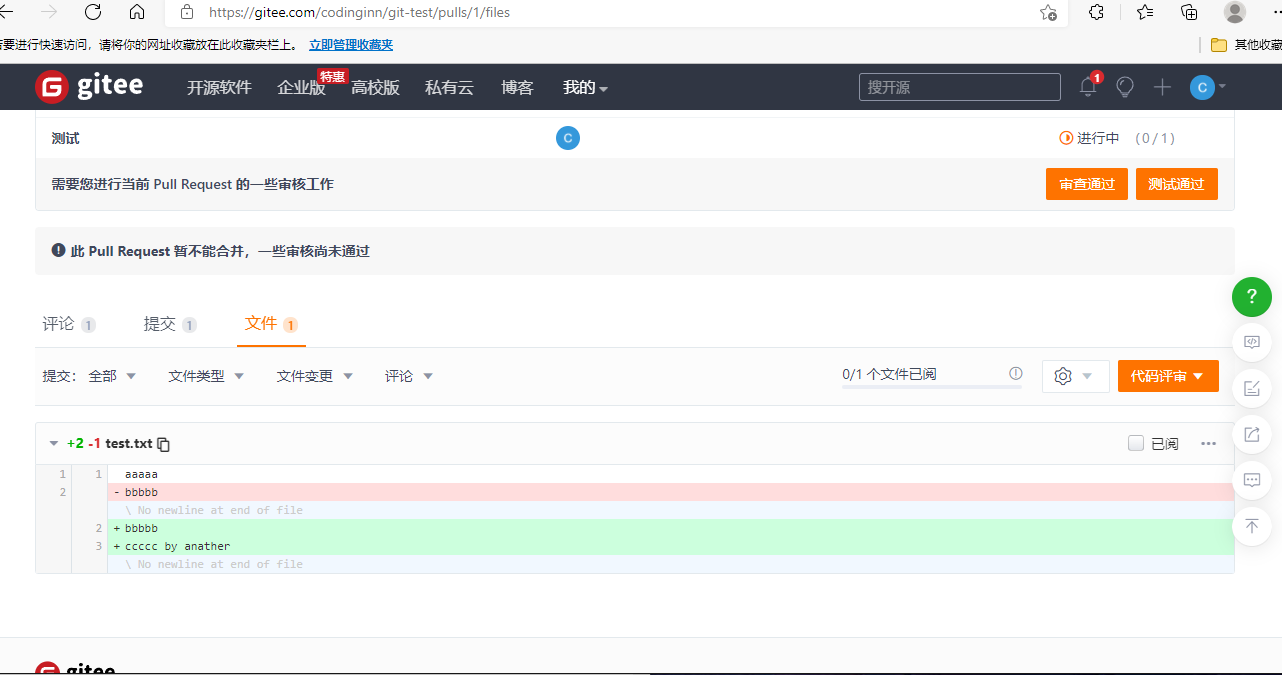 https://gitee.com/codinginn/git-test/pulls/1/files
要进行快速访问，请将你的网址收藏放在此收藏夹栏上。 立即管理收藏夹
其他收藏
gitee 开源软件 企业版 特惠 高校版 私有云 博客 我的 搜开源 1 C
测试 C 进行中 (0/1)
需要您进行当前 Pull Request 的一些审核工作 审查通过 测试通过
此 Pull Request 暂不能合并，一些审核尚未通过
?
评论 1 提交 1 文件 1
提交： 全部 文件类型 文件变更 评论 0/1 个文件已阅 代码评审
+2 -1 test.txt 已阅
1 1 aaaaa
2 - bbbbb
\ No newline at end of file
2 + bbbbb
3 + ccccc by anather
\ No newline at end of file
gitee